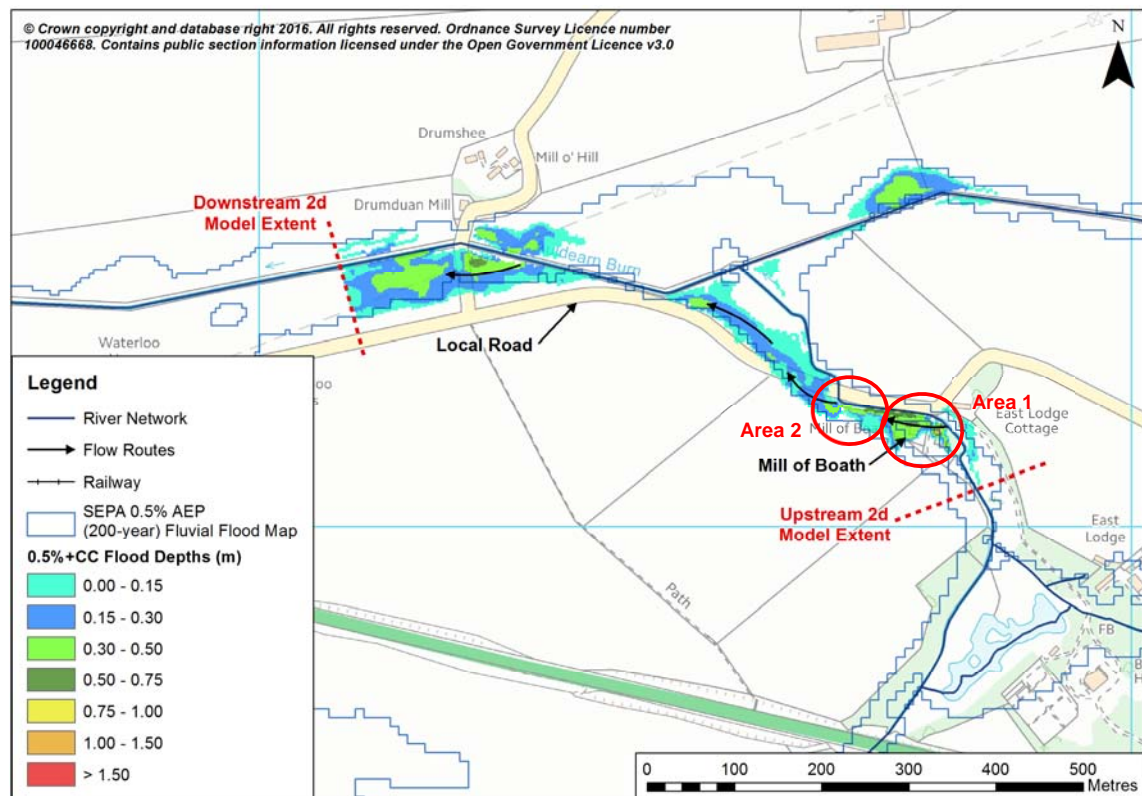 © Crown copyright and database right 2016. All rights reserved. Ordnance Survey Licence number
100046668. Contains public section information licensed under the Open Government Licence v3.0
N
Drumshee
Mill o' Hill
Downstream 2d
Model Extent
Drumduan Mill
Burn
Waterloo
Local Road
Area 1
East Lodge
Cottage
Area 2
Mill of
Mill of Boath
Upstream 2d
Model Extent
East
Lodge
Path
FB
Legend
River Network
Flow Routes
Railway
SEPA 0.5% AEP
(200-year) Fluvial Flood Map
0.5%+CC Flood Depths (m)
0.00 - 0.15
0.15 - 0.30
0.30 - 0.50
0.50 - 0.75
0.75 - 1.00
1.00 - 1.50
> 1.50
0 100 200 300 400 500
Metres